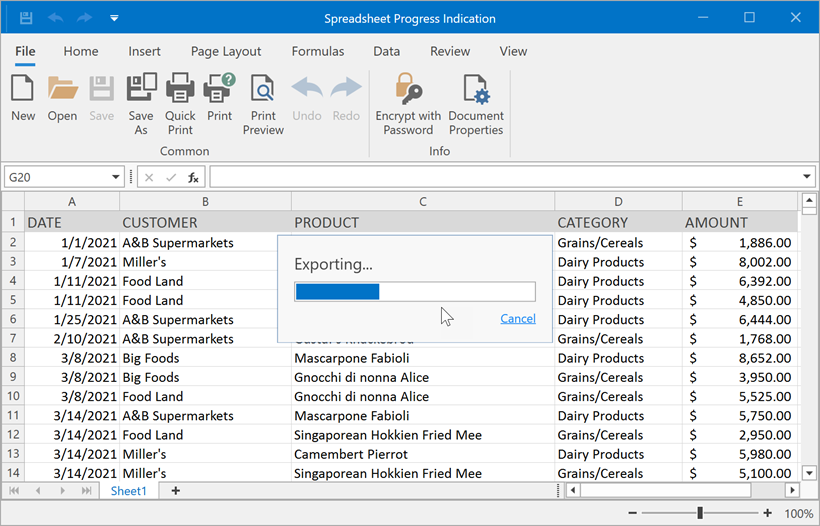 Spreadsheet Progress Indication
File Home Insert Page Layout Formulas Data Review View
New Open Save Save As Quick Print Print Print Preview Undo Redo Encrypt with Password Document Properties
Common Info
G20 fx
A B C D E
1 DATE CUSTOMER PRODUCT CATEGORY AMOUNT
2 1/1/2021 A&B Supermarkets Grains/Cereals $ 1,886.00
3 1/7/2021 Miller's Dairy Products $ 8,002.00
4 1/11/2021 Food Land Dairy Products $ 6,392.00
5 1/11/2021 Food Land Dairy Products $ 4,850.00
6 1/25/2021 A&B Supermarkets Dairy Products $ 6,444.00
7 2/10/2021 A&B Supermarkets Grains/Cereals $ 1,768.00
Exporting...
Cancel
8 3/8/2021 Big Foods Mascarpone Fabioli Dairy Products $ 8,652.00
9 3/8/2021 Big Foods Gnocchi di nonna Alice Grains/Cereals $ 3,950.00
10 3/8/2021 Food Land Gnocchi di nonna Alice Grains/Cereals $ 5,525.00
11 3/14/2021 A&B Supermarkets Mascarpone Fabioli Dairy Products $ 5,750.00
12 3/14/2021 Food Land Singaporean Hokkien Fried Mee Grains/Cereals $ 2,950.00
13 3/14/2021 Miller's Camembert Pierrot Dairy Products $ 5,980.00
14 3/14/2021 Miller's Singaporean Hokkien Fried Mee Grains/Cereals $ 5,100.00
Sheet1
100%